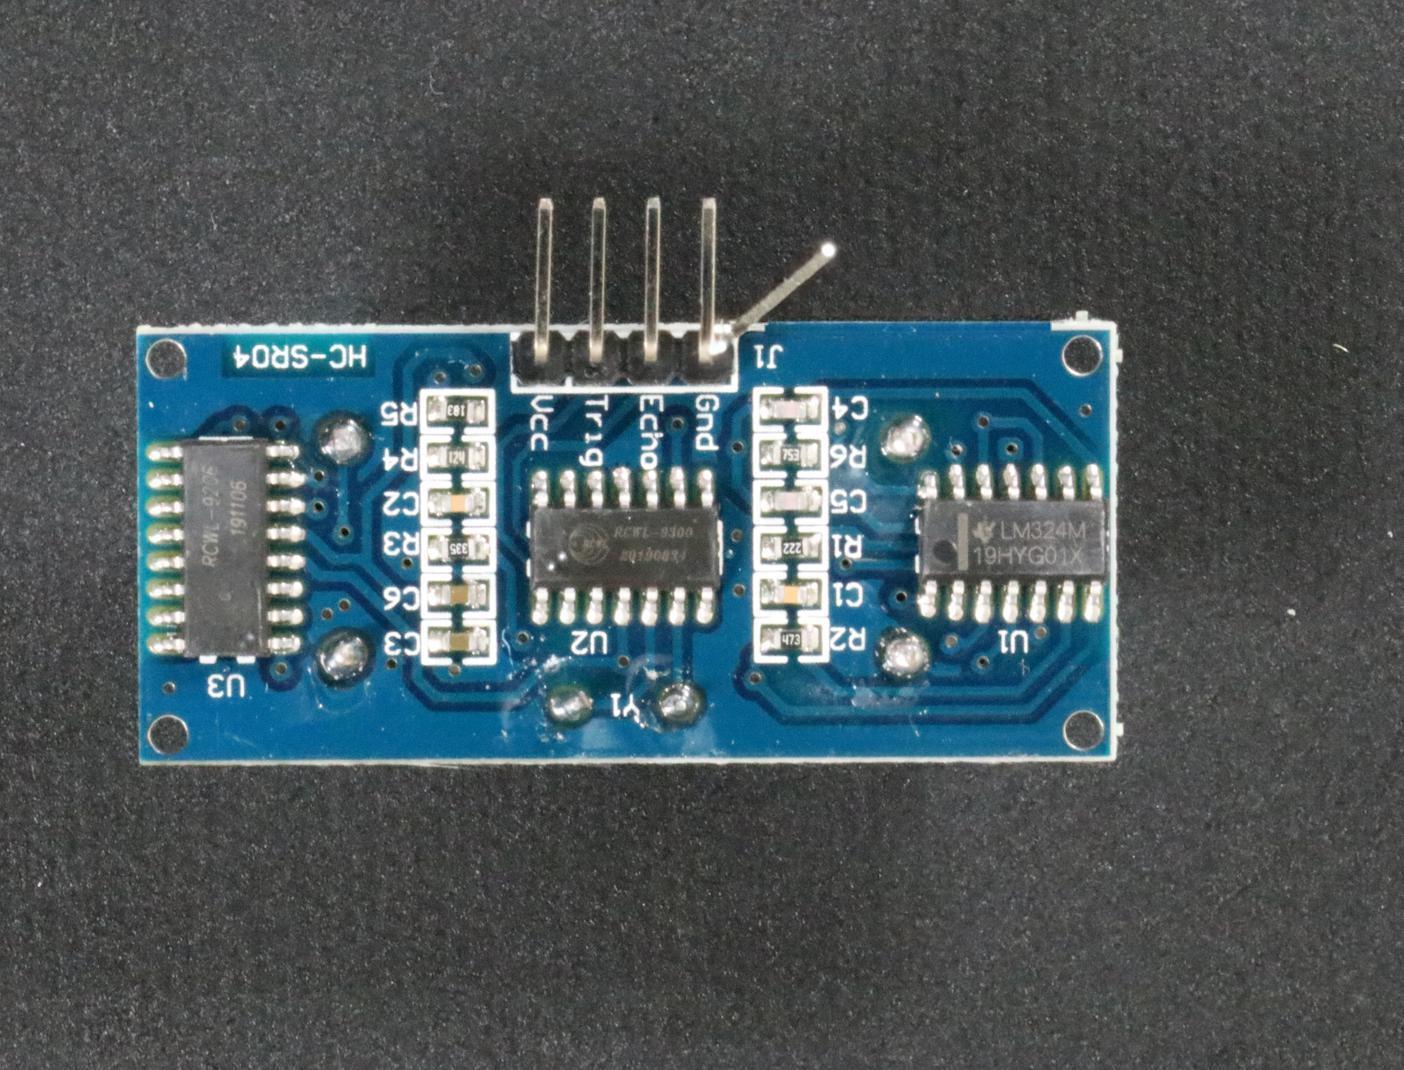 HC-SR04
J1
Vcc
Trig
Echo
Gnd
R5
183
R4
124
C2
R3
335
C6
C3
C4
R6
753
C5
R1
222
C1
R2
473
RCWL-9206
191106
RCWL-9300
LM324M
19HYG01X
U3
U2
U1
Y1